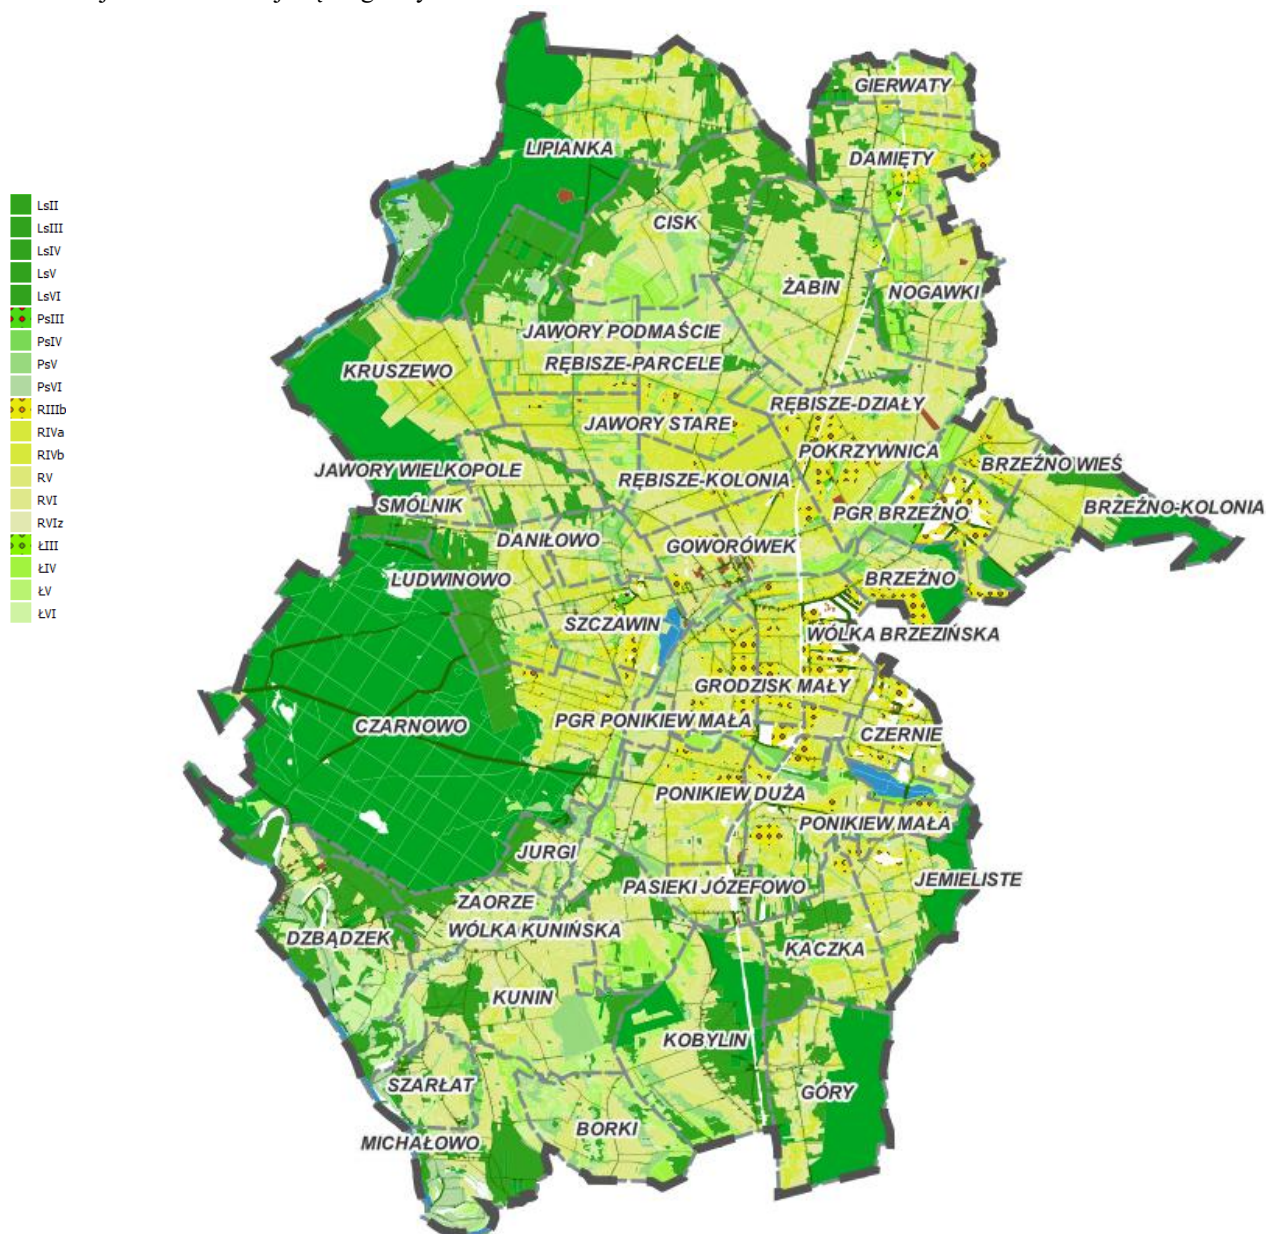 LsII
LsIII
LsIV
LsV
LsVI
PsIII
PsIV
PsV
PsVI
RIIIb
RIVa
RIVb
RV
RVI
RVIz
ŁIII
ŁIV
ŁV
ŁVI
GIERWATY
LIPIANKA
DAMIĘTY
CISK
ŻABIN
NOGAWKI
JAWORY PODMAŚCIE
RĘBISZE-PARCELE
KRUSZEWO
RĘBISZE-DZIAŁY
JAWORY STARE
POKRZYWNICA
BRZEŹNO WIEŚ
JAWORY WIELKOPOLE
RĘBISZE-KOLONIA
SMÓLNIK
PGR BRZEŹNO
BRZEŹNO-KOLONIA
DANIŁOWO
GOWORÓWEK
LUDWINOWO
BRZEŹNO
SZCZAWIN
WÓLKA BRZEZIŃSKA
GRODZISK MAŁY
CZARNOWO
PGR PONIKIEW MAŁA
CZERNIE
PONIKIEW DUŻA
PONIKIEW MAŁA
JURGI
PASIEKI JÓZEFOWO
JEMIELISTE
ZAORZE
WÓLKA KUNIŃSKA
DZBĄDZEK
KACZKA
KUNIN
KOBYLIN
SZARŁAT
GÓRY
BORKI
MICHAŁOWO